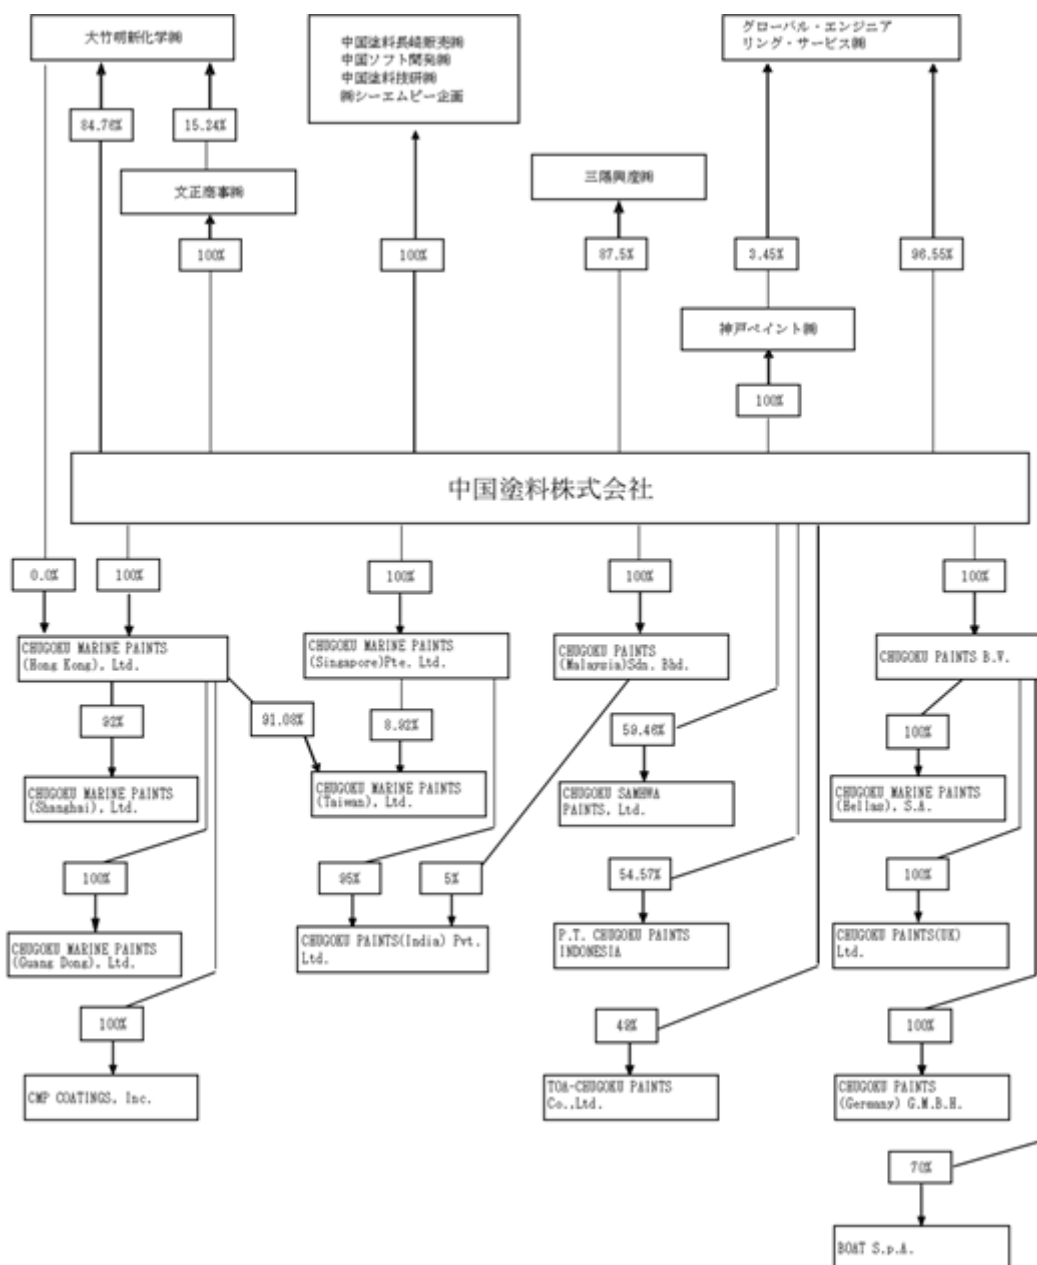 大竹明新化学㈱
中国塗料長崎販売㈱
中国ソフト開発㈱
中国塗料技研㈱
㈱シーエムピー企画
グローバル・エンジニア
リング・サービス㈱
84.76%
15.24%
文正商事㈱
三陽興産㈱
100%
100%
87.5%
3.45%
96.55%
神戸ペイント㈱
100%
中国塗料株式会社
0.0%
100%
100%
100%
100%
CHUGOKU MARINE PAINTS
(Hong Kong), Ltd.
CHUGOKU MARINE PAINTS
(Singapore)Pte. Ltd.
CHUGOKU PAINTS
(Malaysia)Sdn. Bhd.
CHUGOKU PAINTS B.V.
92%
91.08%
8.92%
59.46%
100%
CHUGOKU MARINE PAINTS
(Shanghai), Ltd.
CHUGOKU MARINE PAINTS
(Taiwan), Ltd.
CHUGOKU SAMHWA
PAINTS, Ltd.
CHUGOKU MARINE PAINTS
(Hellas), S.A.
100%
95%
5%
54.57%
100%
CHUGOKU MARINE PAINTS
(Guang Dong), Ltd.
CHUGOKU PAINTS(India) Pvt.
Ltd.
P.T. CHUGOKU PAINTS
INDONESIA
CHUGOKU PAINTS(UK)
Ltd.
100%
49%
100%
CMP COATINGS, Inc.
TOA-CHUGOKU PAINTS
Co.,Ltd.
CHUGOKU PAINTS
(Germany) G.M.B.H.
70%
BOAT S.p.A.